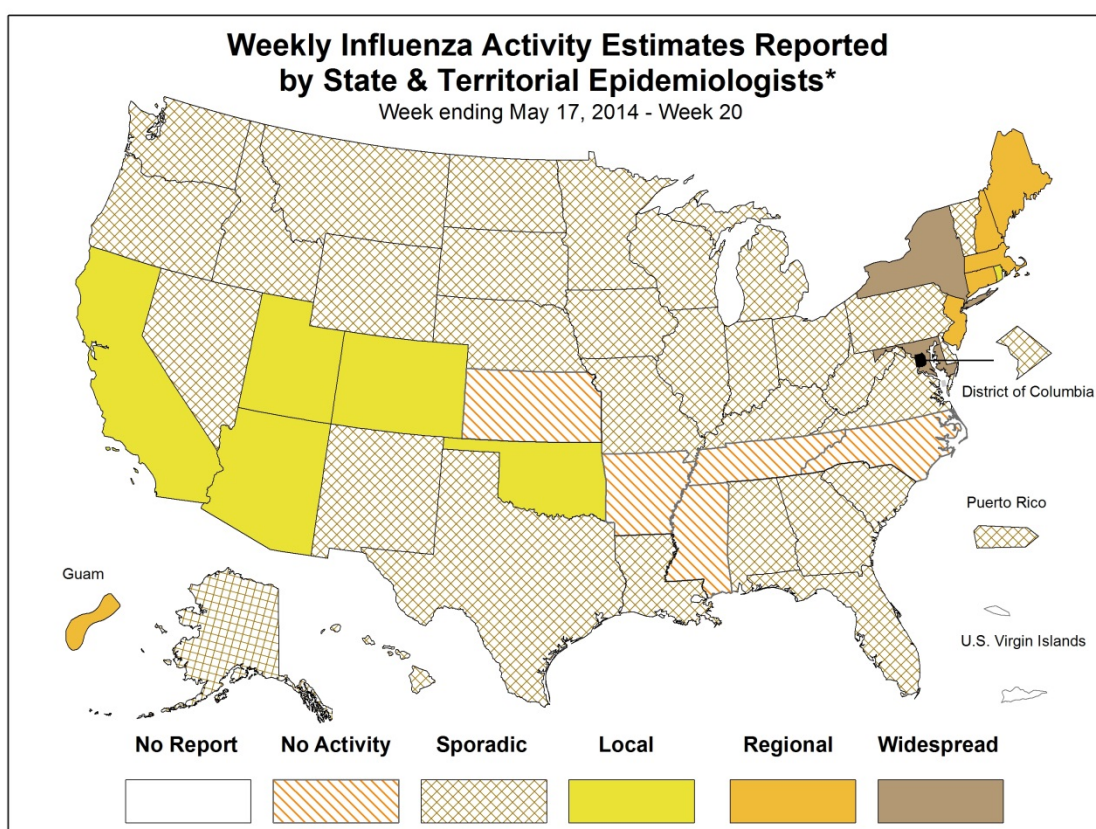 Weekly Influenza Activity Estimates Reported
by State & Territorial Epidemiologists*
Week ending May 17, 2014 - Week 20
District of Columbia
Puerto Rico
Guam
U.S. Virgin Islands
No Report
No Activity
Sporadic
Local
Regional
Widespread